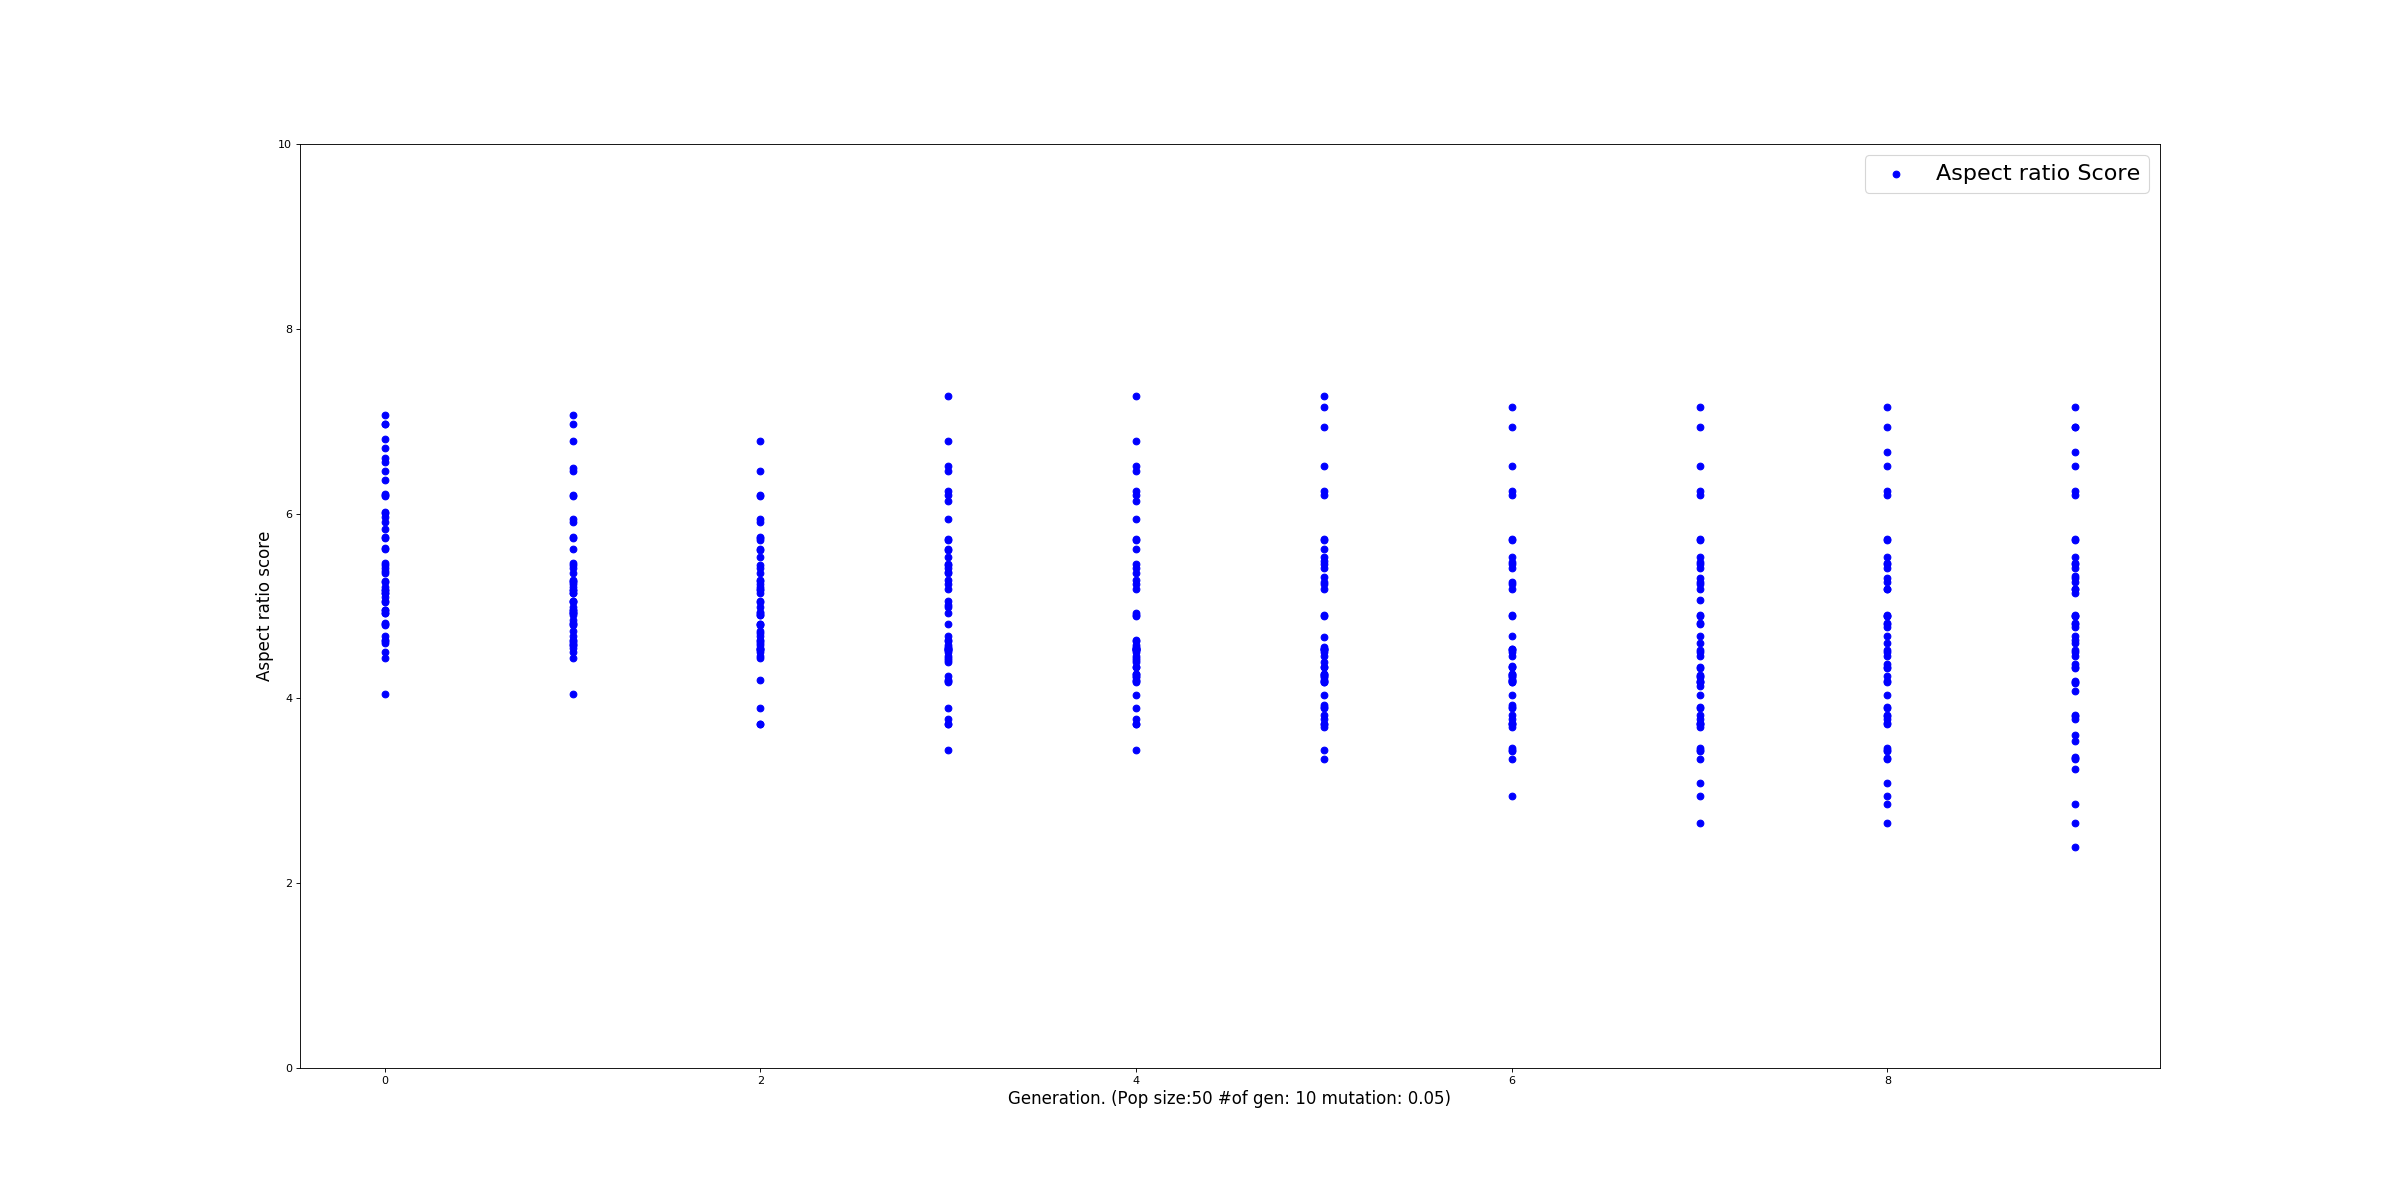 Aspect ratio Score
10
8
6
4
2
0
Aspect ratio score
0 2 4 6 8
Generation. (Pop size:50 #of gen: 10 mutation: 0.05)